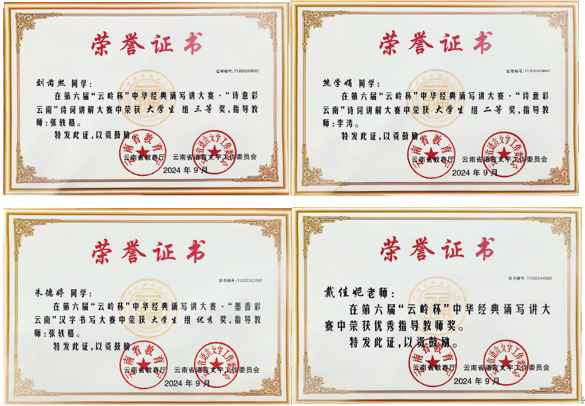 荣誉证书
同学:
在第六届“云岭杯”中华经典诵写讲大赛·“诗意彩
云南”诗词讲解大赛中荣获 大学生 组 二等 奖,指导教
师:张轶格。
特发此证,以资鼓励。
云南省教育厅 云南省语言文字工作委员会
2024 年 9 月
荣誉证书
熊学娟 同学:
在第六届“云岭杯”中华经典诵写讲大赛·“诗意彩
云南”诗词讲解大赛中荣获 大学生 组 二等 奖,指导教
师:李涛。
特发此证,以资鼓励。
云南省教育厅 云南省语言文字工作委员会
2024 年 9 月
荣誉证书
朱德婷 同学:
在第六届“云岭杯”中华经典诵写讲大赛·“墨香彩
云南”汉字书写大赛中荣获 大学生 组 优秀 奖,指导教
师:张轶格。
特发此证,以资鼓励。
云南省教育厅 云南省语言文字工作委员会
2024 年 9 月
荣誉证书
戴佳妮老师:
在第六届“云岭杯”中华经典诵写讲大
赛中荣获优秀指导教师奖。
特发此证,以资鼓励。
云南省教育厅 云南省语言文字工作委员会
2024 年 9 月